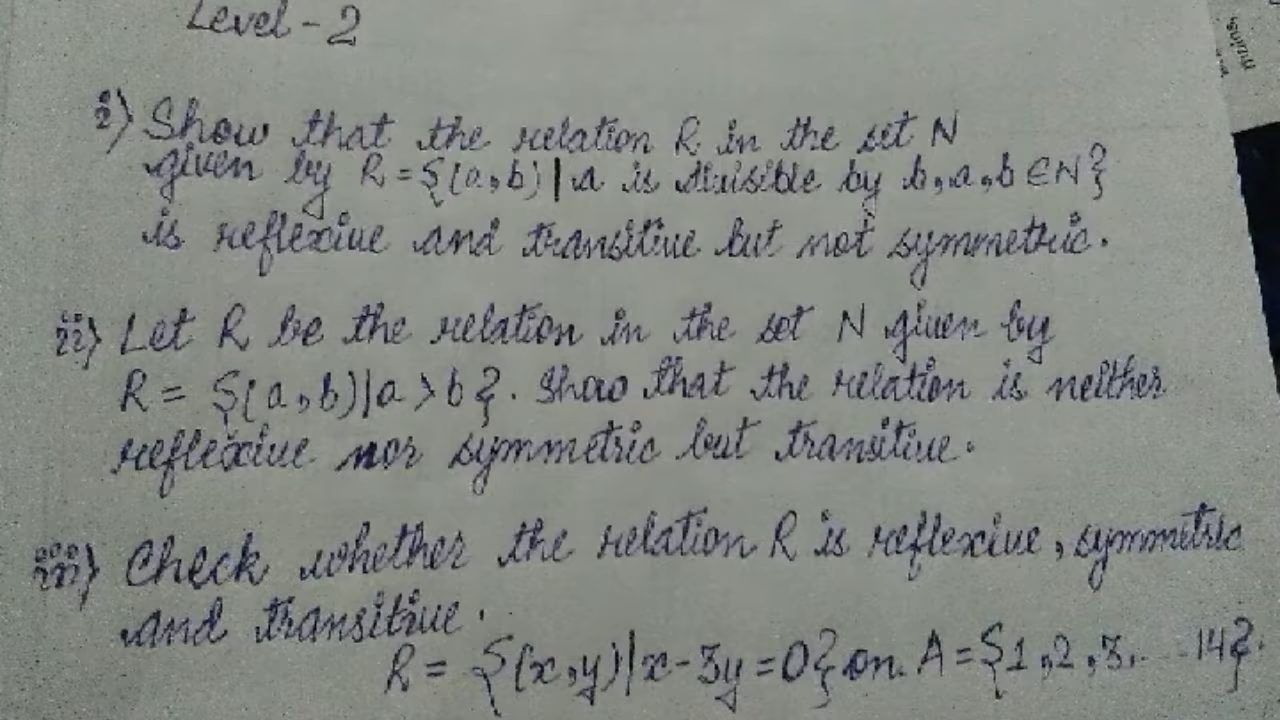 Level - 2
i) Show that the relation R in the set N
given by R = {(a, b) | a is divisible by b, a, b ∈ N}
is reflexive and transitive but not symmetric.
ii) Let R be the relation in the set N given by
R = {(a, b) | a > b}. Show that the relation is neither
reflexive nor symmetric but transitive.
iii) Check whether the relation R is reflexive, symmetric
and transitive.
R = {(x, y) | x - 3y = 0} on A = {1, 2, 3, ... 14}.